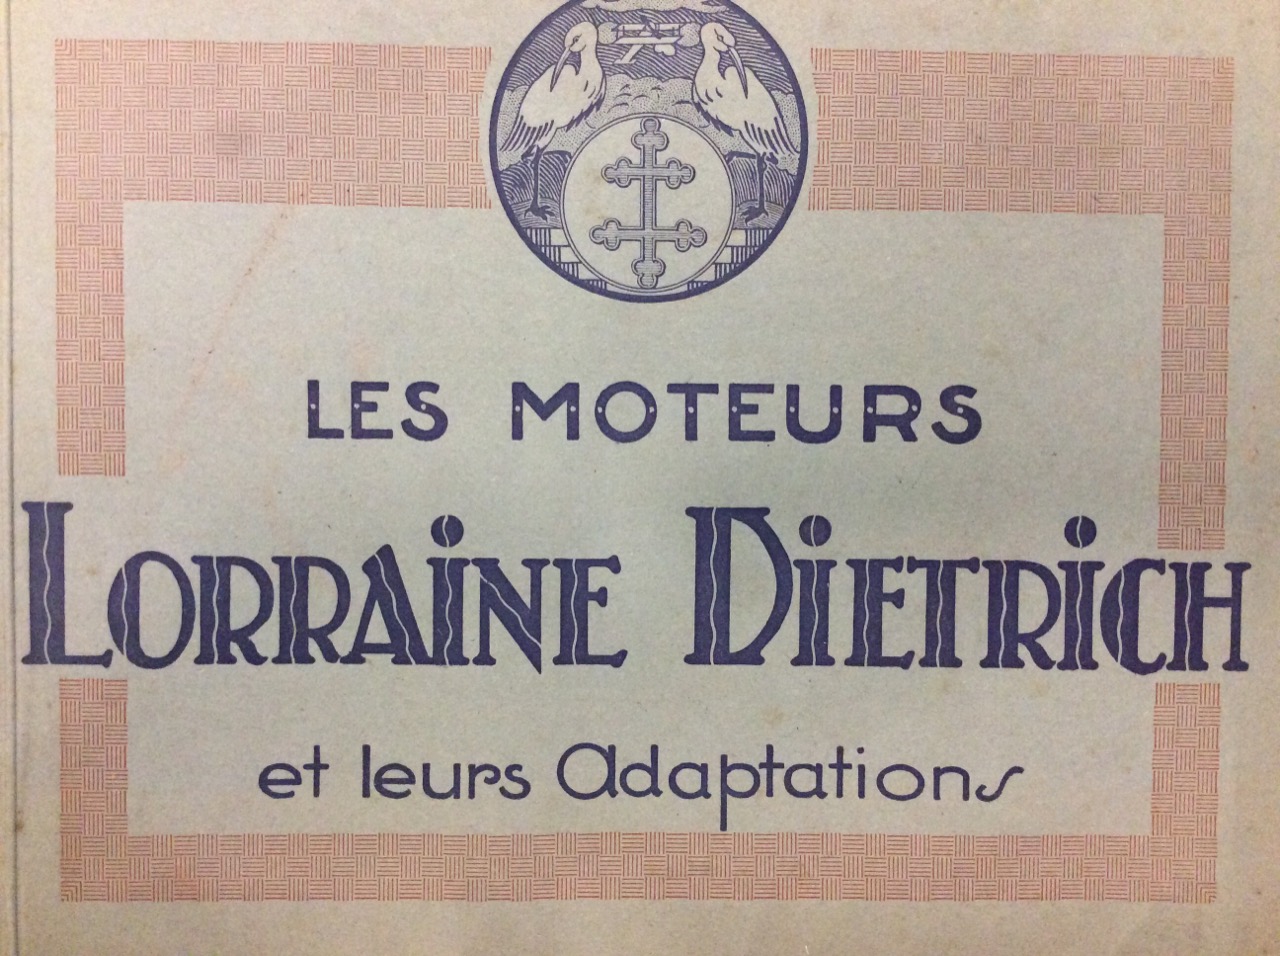 LES MOTEURS
LORRAINE DIETRICH
et leurs Adaptations